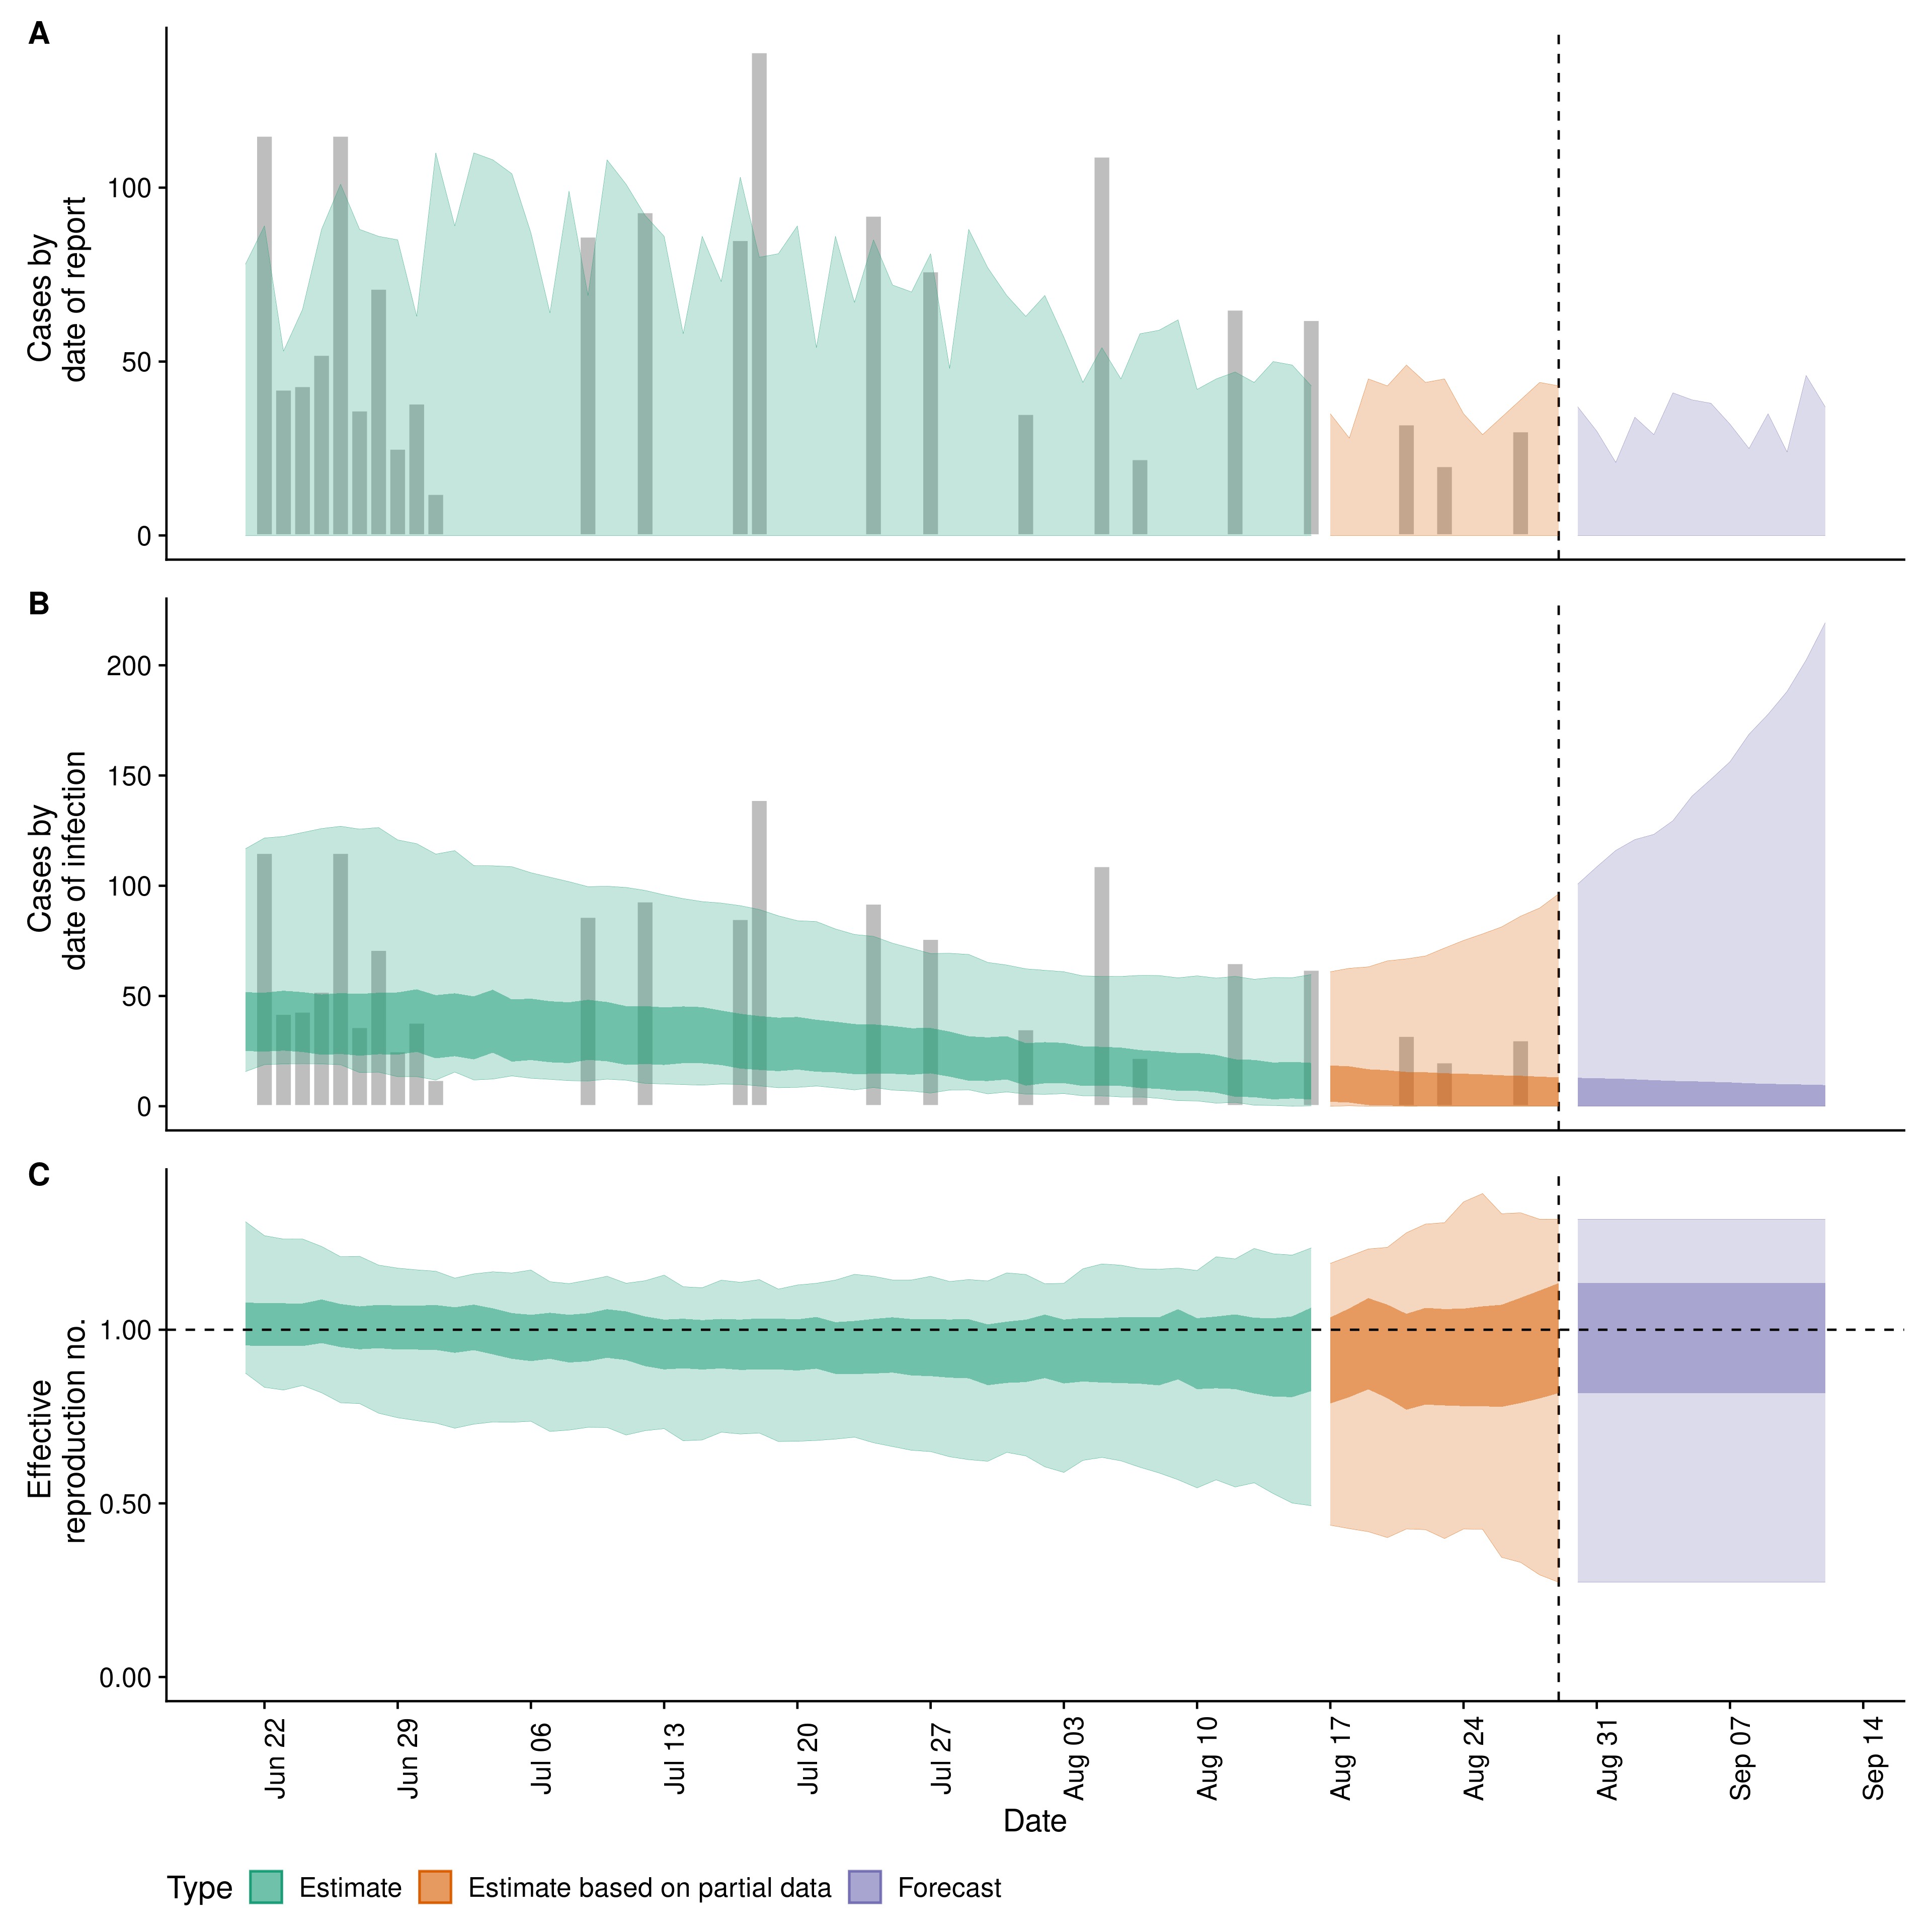 A
Cases by
date of report
100
50
0
B
Cases by
date of infection
200
150
100
50
0
C
Effective
reproduction no.
1.00
0.50
0.00
Jun 22
Jun 29
Jul 06
Jul 13
Jul 20
Jul 27
Aug 03
Aug 10
Aug 17
Aug 24
Aug 31
Sep 07
Sep 14
Date
Type Estimate Estimate based on partial data Forecast